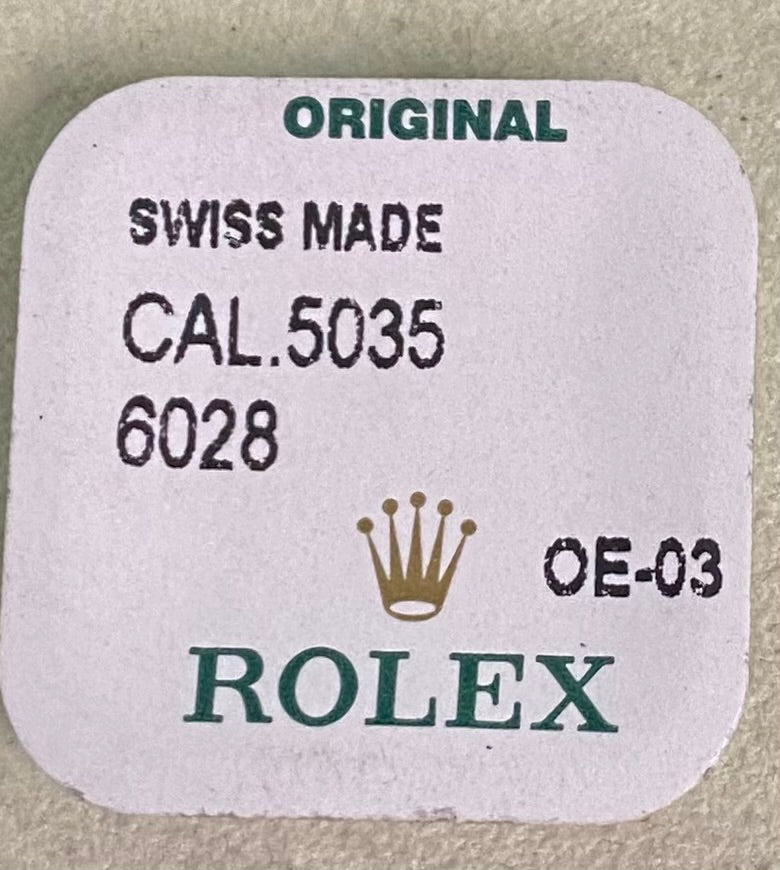 ORIGINAL
SWISS MADE
CAL.5035
6028
OE-03
ROLEX